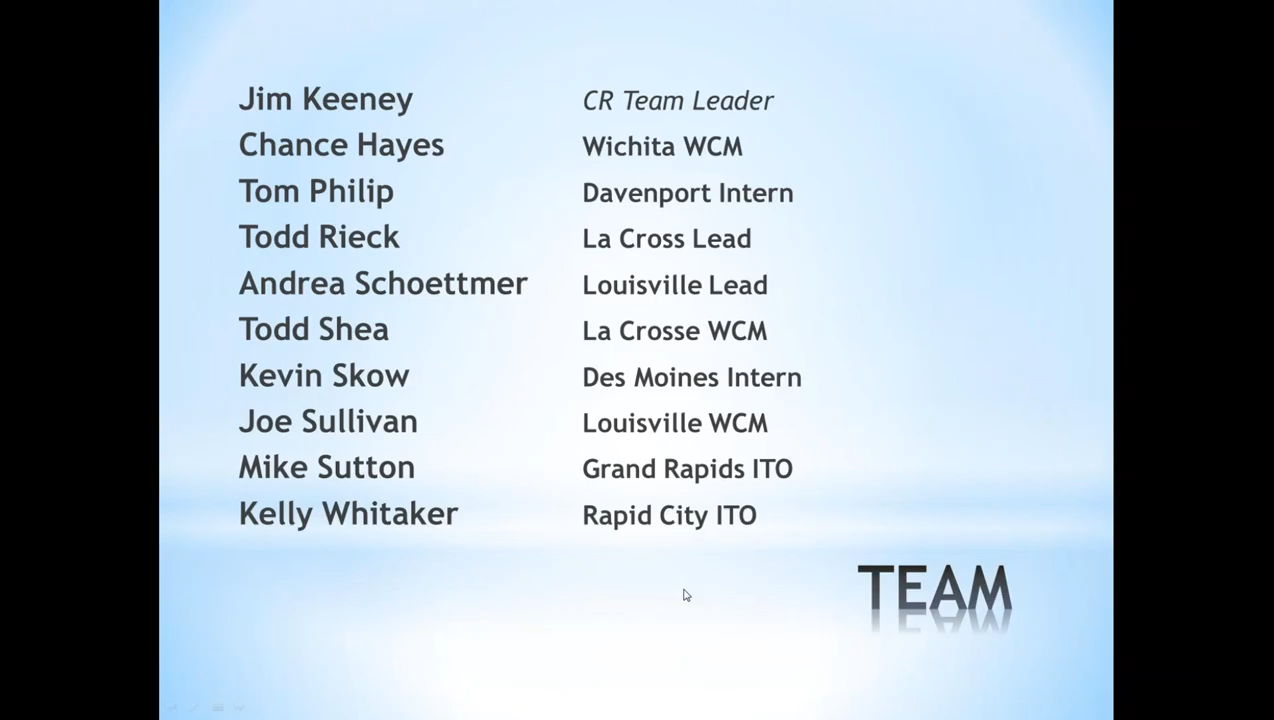 Jim Keeney CR Team Leader
Chance Hayes Wichita WCM
Tom Philip Davenport Intern
Todd Rieck La Cross Lead
Andrea Schoettmer Louisville Lead
Todd Shea La Crosse WCM
Kevin Skow Des Moines Intern
Joe Sullivan Louisville WCM
Mike Sutton Grand Rapids ITO
Kelly Whitaker Rapid City ITO
TEAM